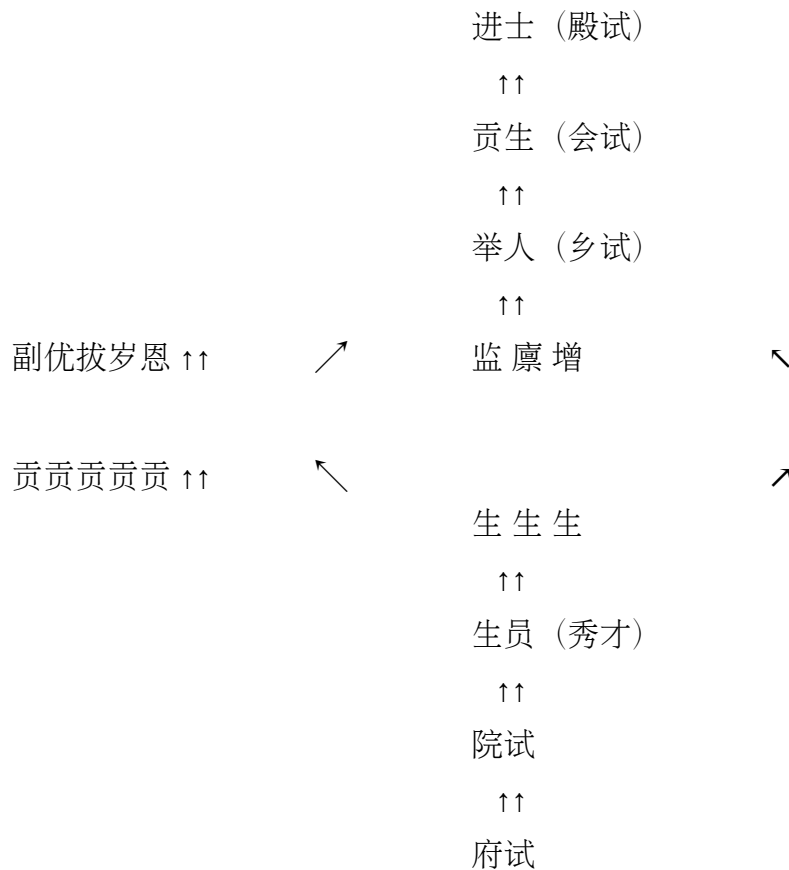 进士（殿试）
↑↑
贡生（会试）
↑↑
举人（乡试）
↑↑
副优拔岁恩 ↑↑ ↗ 监 廪 增 ↖
贡贡贡贡贡 ↑↑ ↖ ↗
生 生 生
↑↑
生员（秀才）
↑↑
院试
↑↑
府试